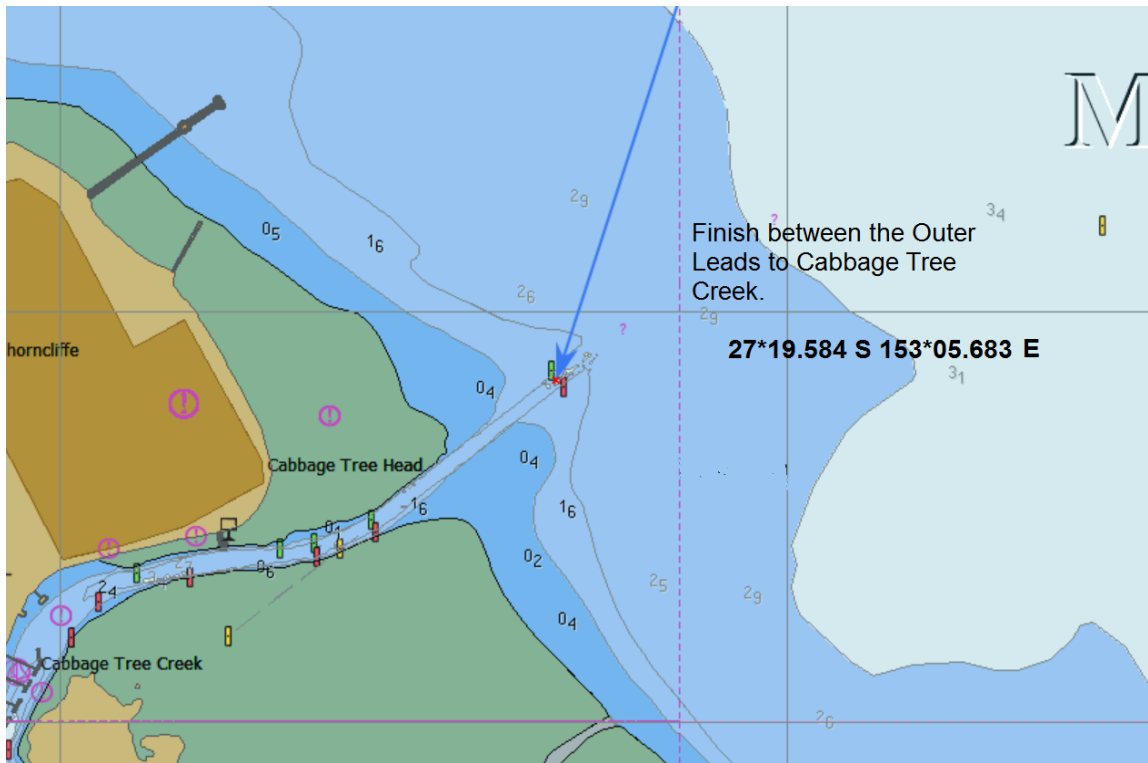 M
0₅
1₆
2₉
3₄
?
Finish between the Outer
Leads to Cabbage Tree
Creek.
2₆
2₉
?
horncliffe
27*19.584 S 153*05.683 E
3₁
0₄
Cabbage Tree Head
0₄
1₆
1₆
0₁
0₂
2₇
0₆
2₄
2₅
2₉
0₄
Cabbage Tree Creek
2₆